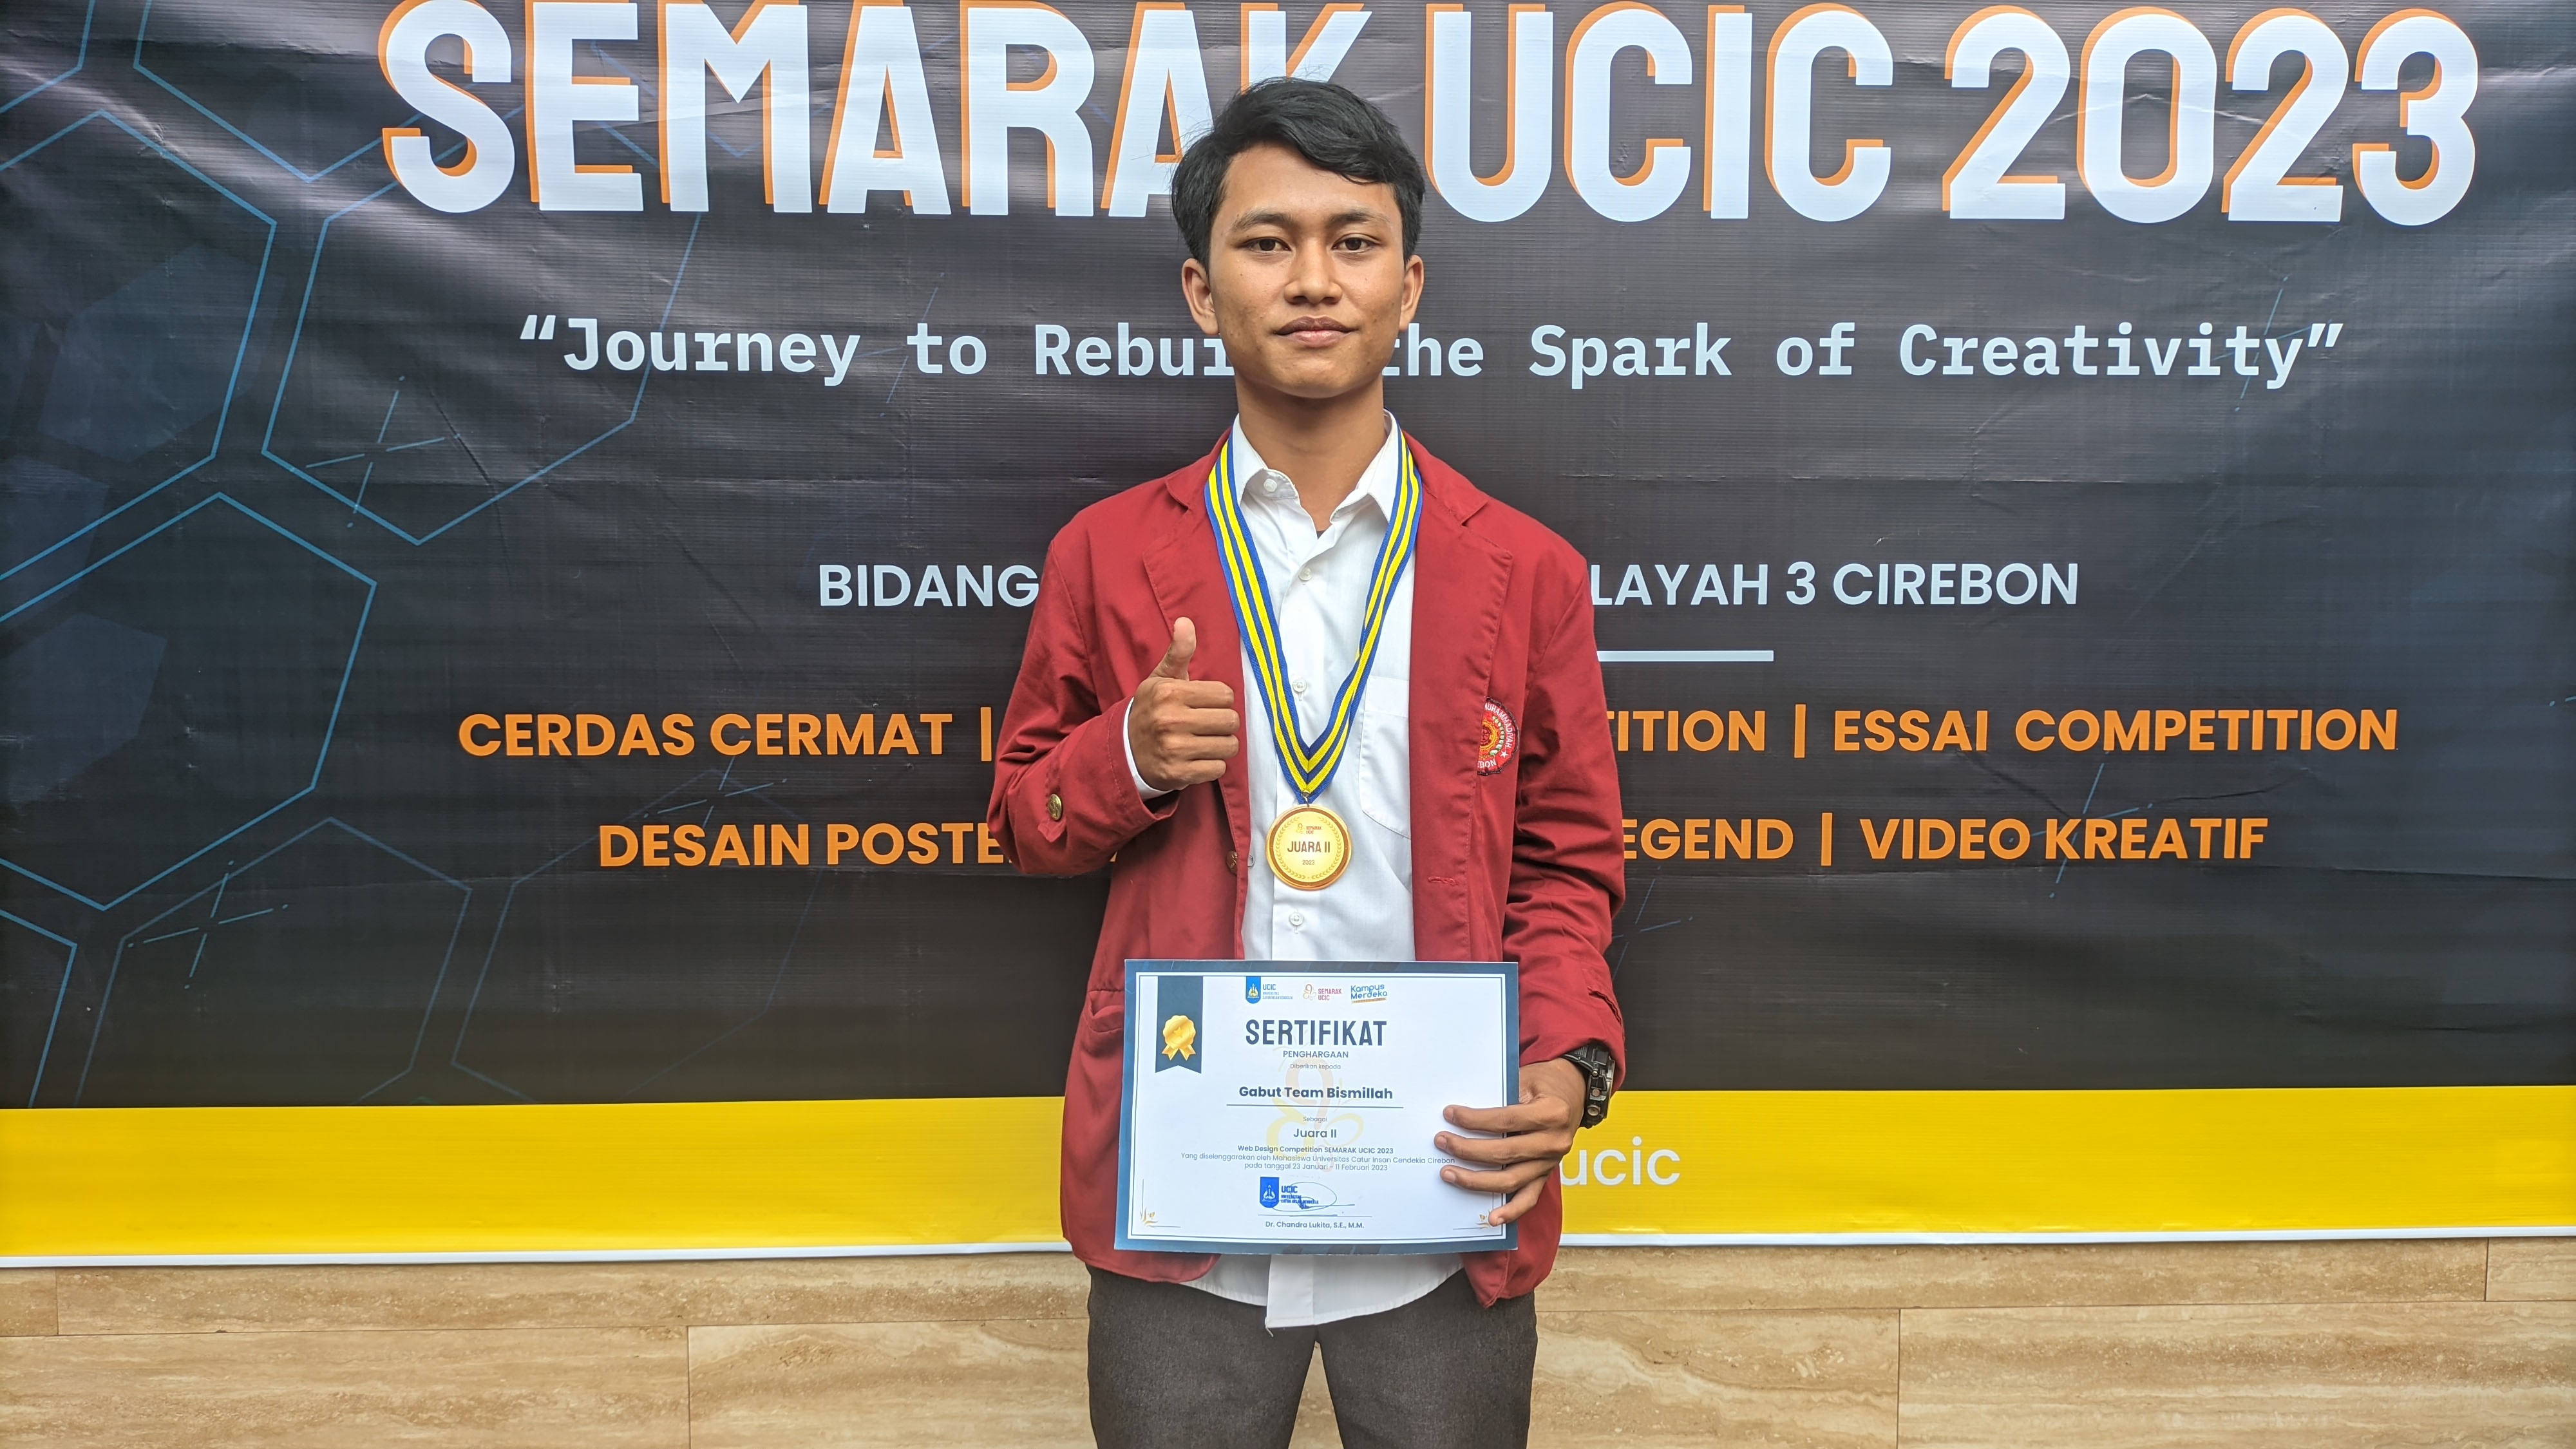 SEMARAK UCIC 2023
“Journey to Rebui the Spark of Creativity”
BIDANG LAYAH 3 CIREBON
CERDAS CERMAT | TITION | ESSAI COMPETITION
DESAIN POSTE EGEND | VIDEO KREATIF
ucic
JUARA II
2023
UCIC
SEMARAK
UCIC
Kampus
Merdeka
SERTIFIKAT
PENGHARGAAN
Diberikan kepada
Gabut Team Bismillah
Sebagai
Juara II
Web Design Competition SEMARAK UCIC 2023
Yang diselenggarakan oleh Mahasiswa Universitas Catur Insan Cendekia Cirebon
pada tanggal 23 Januari - 11 Februari 2023
UCIC
Dr. Chandra Lukita, S.E., M.M.